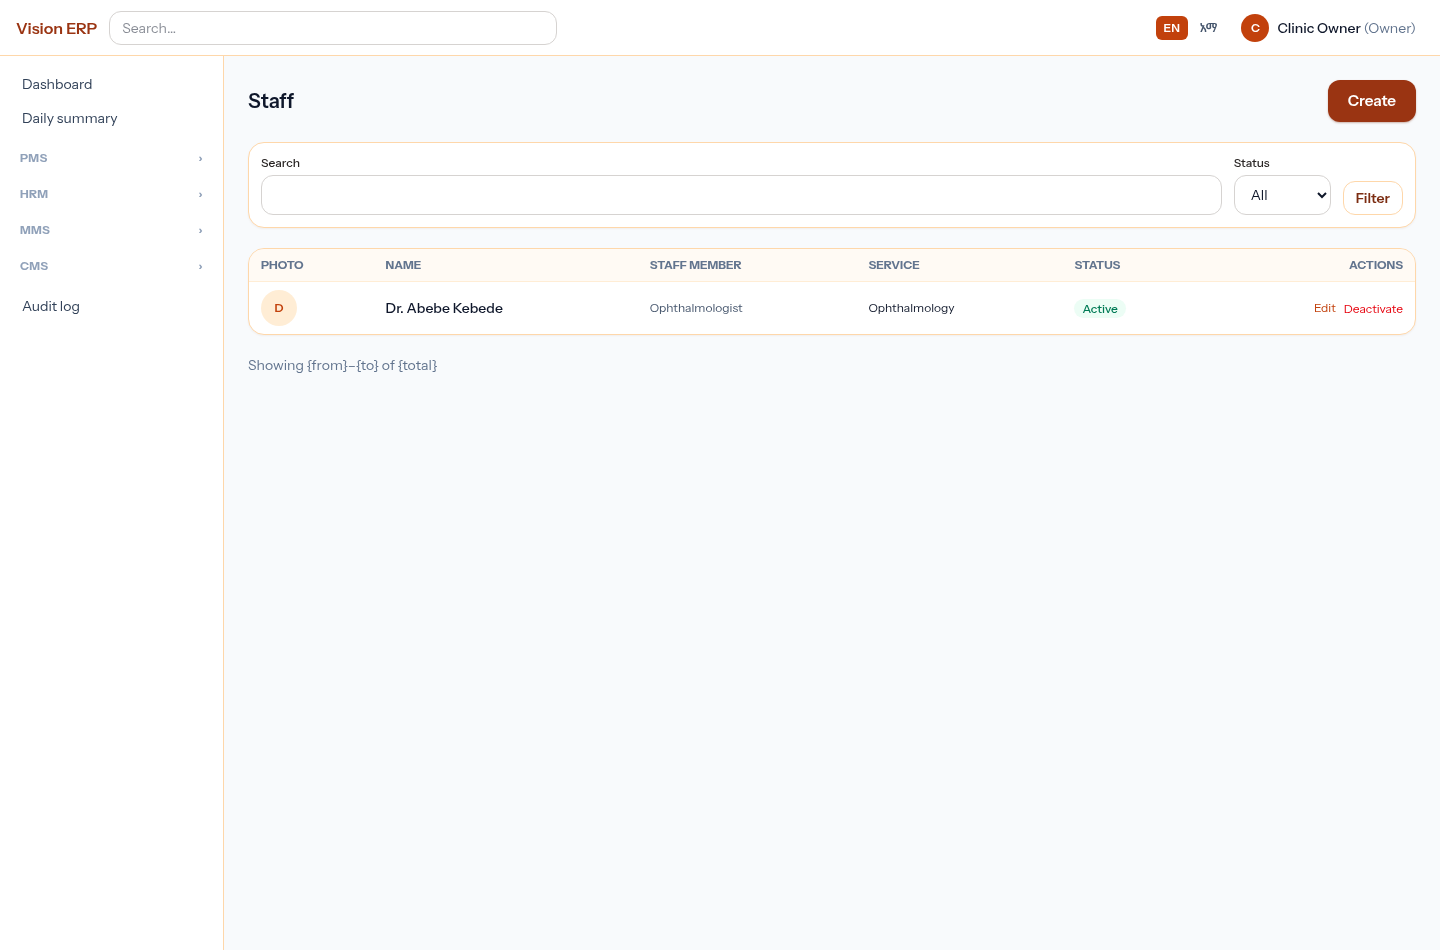 Vision ERP
Search...
EN
አማ
C
Clinic Owner (Owner)
Dashboard
Daily summary
PMS ›
HRM ›
MMS ›
CMS ›
Audit log
Staff
Create
Search
Status
All
Filter
PHOTO NAME STAFF MEMBER SERVICE STATUS ACTIONS
D Dr. Abebe Kebede Ophthalmologist Ophthalmology Active Edit Deactivate
Showing {from}–{to} of {total}